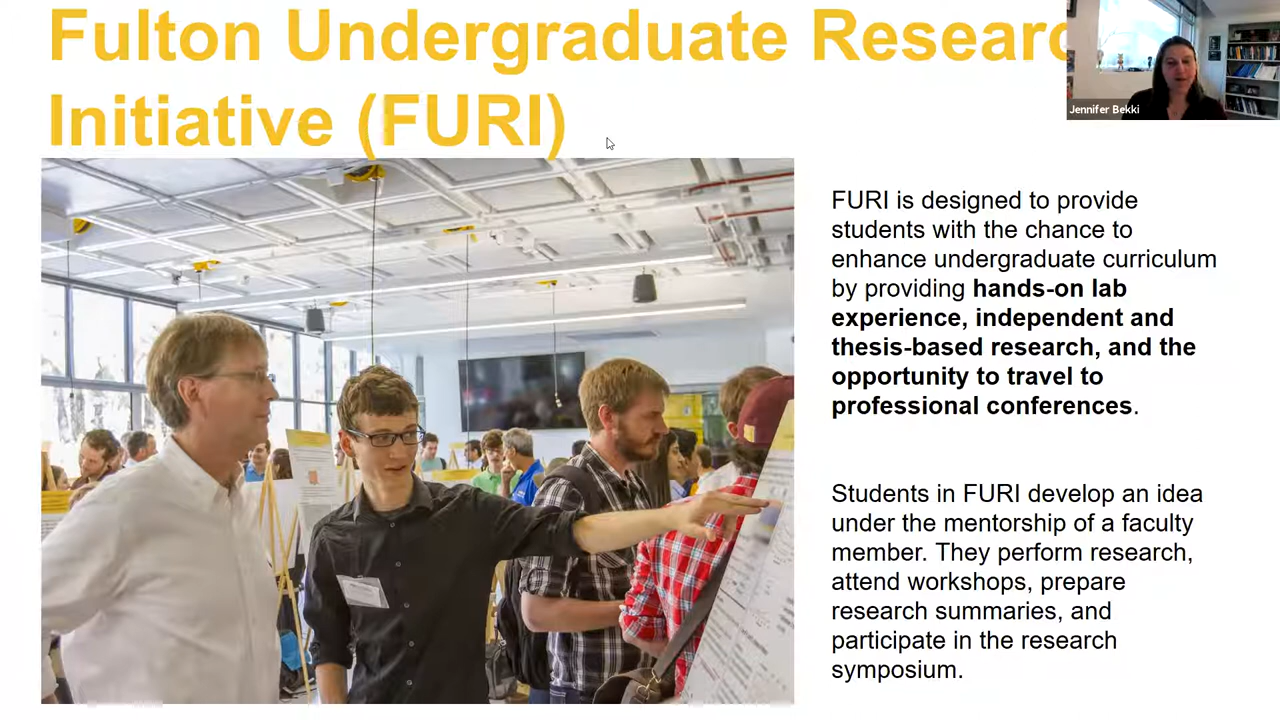 Fulton Undergraduate Researc
Initiative (FURI)
Jennifer Bekki
FURI is designed to provide
students with the chance to
enhance undergraduate curriculum
by providing hands-on lab
experience, independent and
thesis-based research, and the
opportunity to travel to
professional conferences.
Students in FURI develop an idea
under the mentorship of a faculty
member. They perform research,
attend workshops, prepare
research summaries, and
participate in the research
symposium.